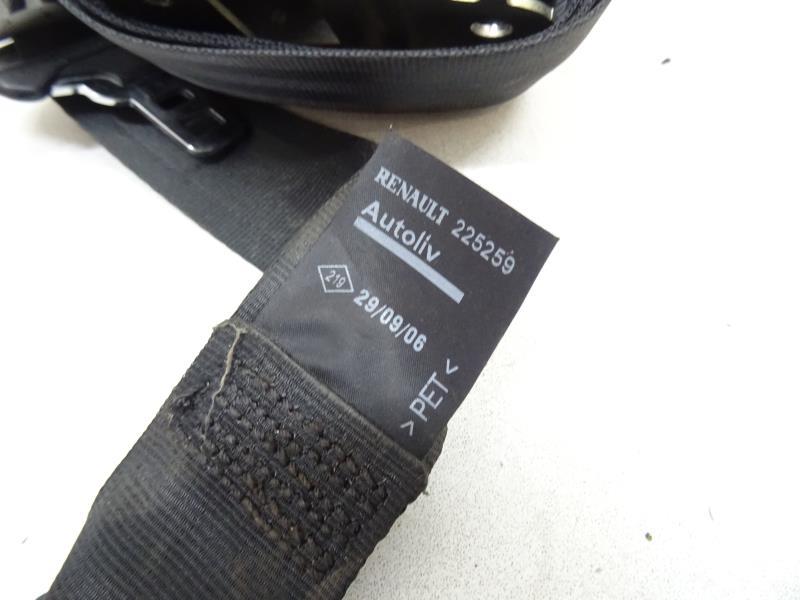 RENAULT 225259
Autoliv
219 29/09/06
>PET<